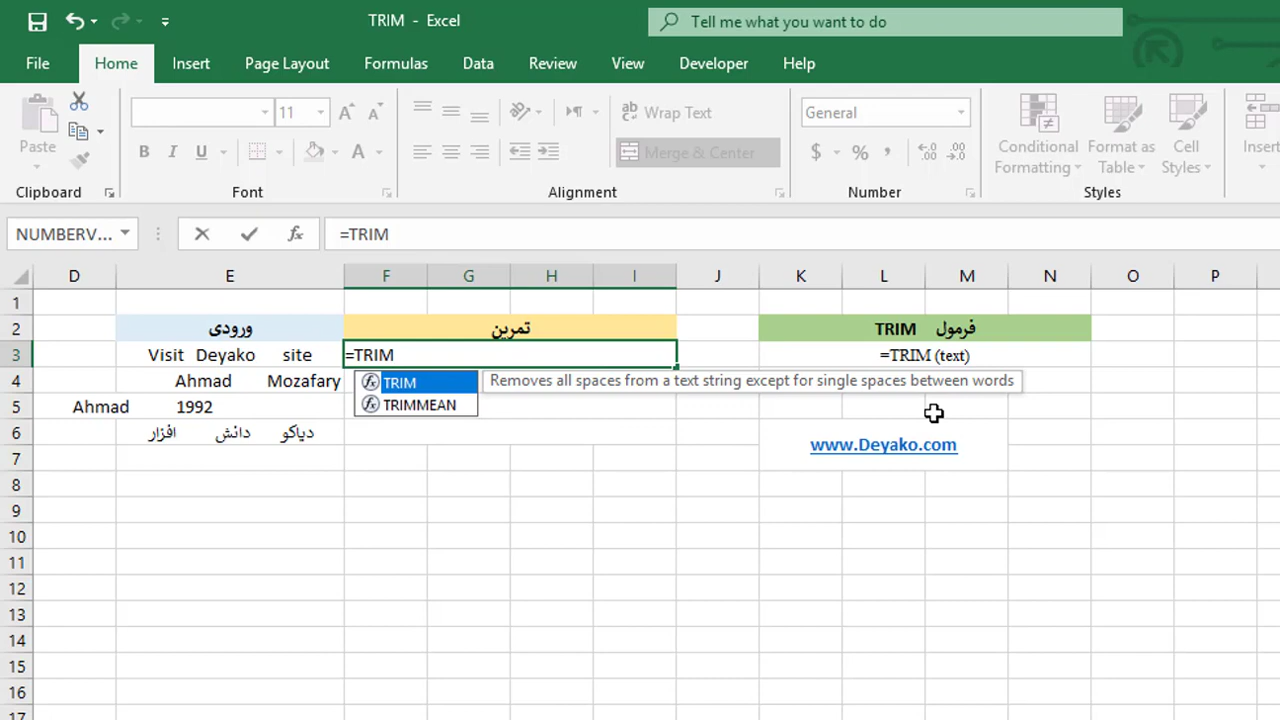 TRIM - Excel
Tell me what you want to do
File Home Insert Page Layout Formulas Data Review View Developer Help
Paste
11
Wrap Text
Merge & Center
General
Conditional Formatting
Format as Table
Cell Styles
Insert
Clipboard Font Alignment Number Styles
NUMBERV... fx =TRIM
D E F G H I J K L M N O P
1
2 ورودی تمرین فرمول TRIM
3 Visit Deyako site =TRIM =TRIM (text)
4 Ahmad Mozafary
TRIM Removes all spaces from a text string except for single spaces between words
5 Ahmad 1992
TRIMMEAN
6 دیاکو دانش افزار
www.Deyako.com
7
8
9
10
11
12
13
14
15
16
17